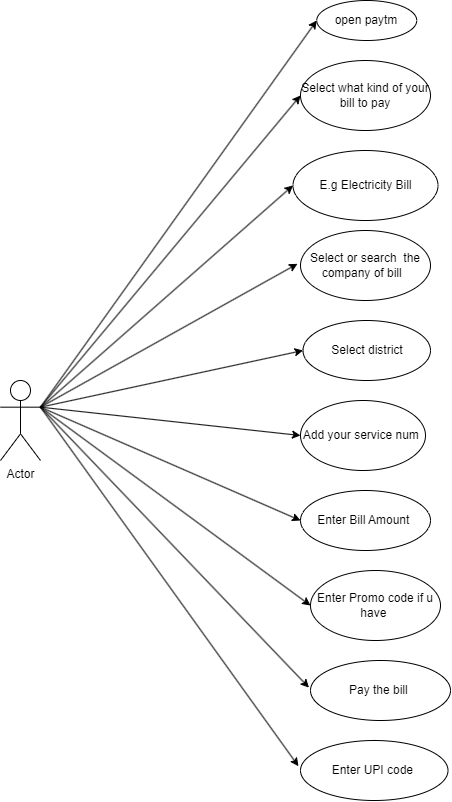 open paytm
Select what kind of your
bill to pay
E.g Electricity Bill
Select or search the
company of bill
Select district
Actor
Add your service num
Enter Bill Amount
Enter Promo code if u
have
Pay the bill
Enter UPI code